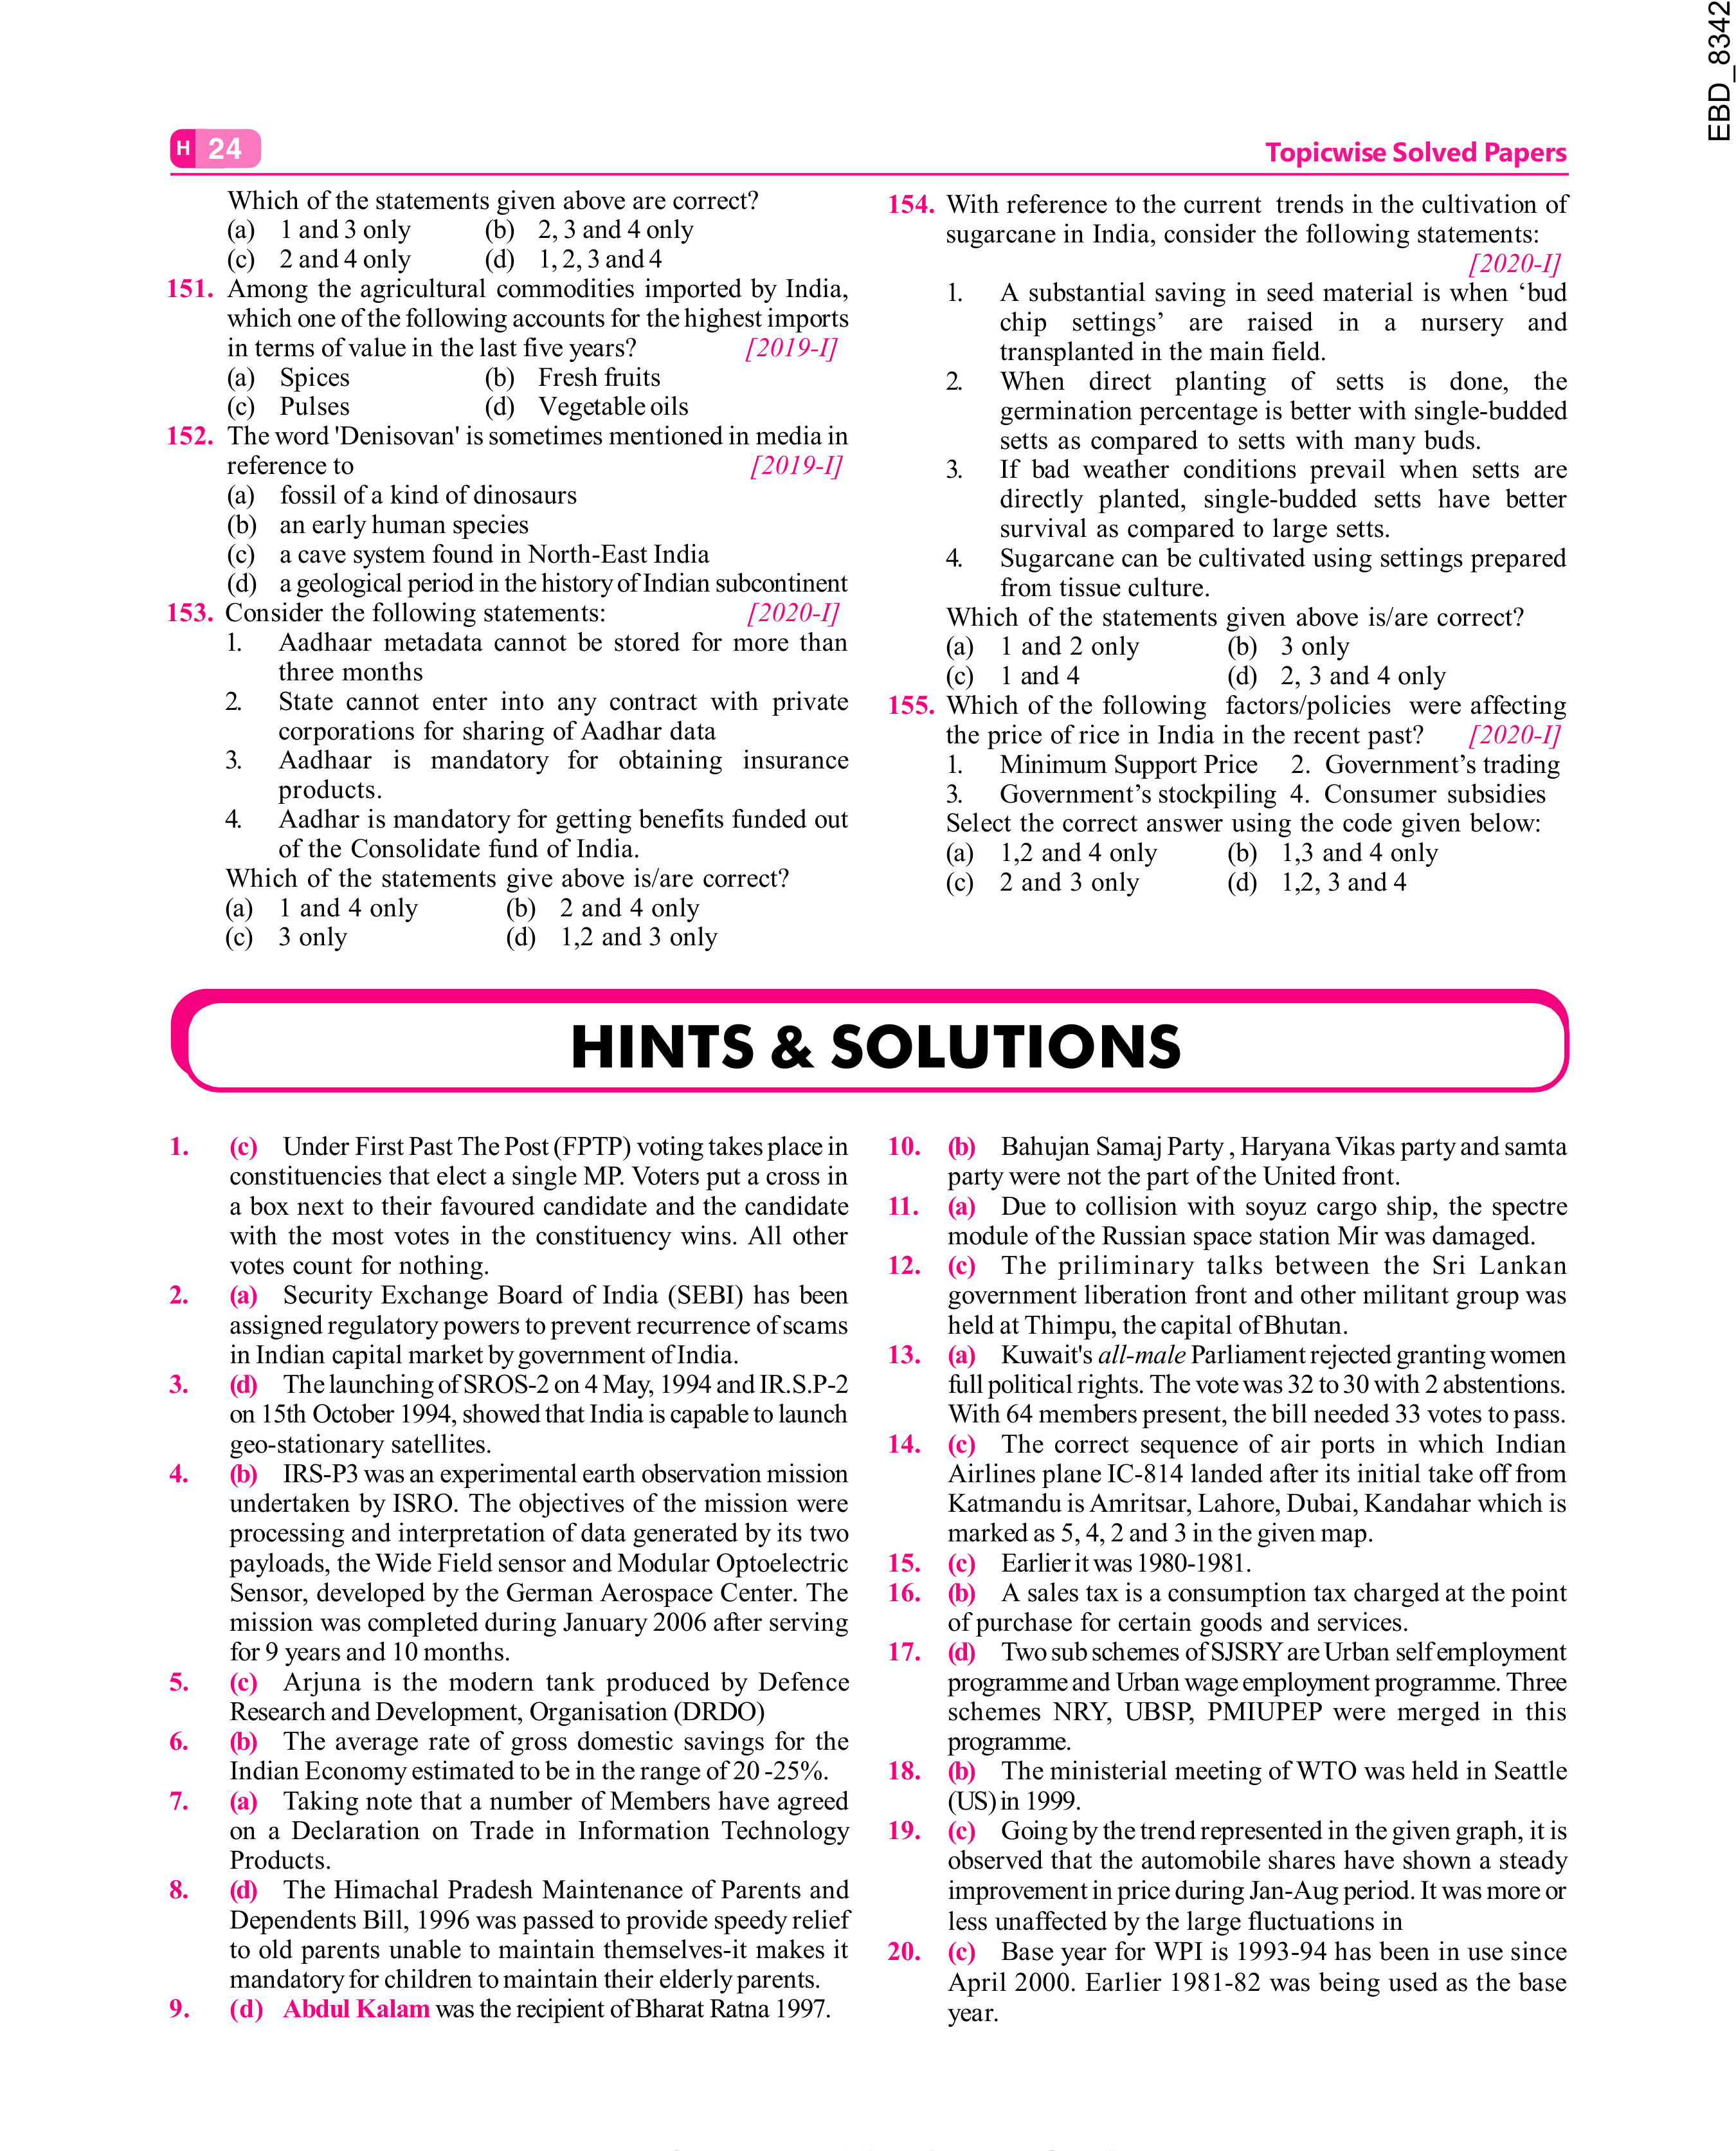 EBD_8342
H 24
Topicwise Solved Papers
Which of the statements given above are correct?
(a) 1 and 3 only (b) 2, 3 and 4 only
(c) 2 and 4 only (d) 1, 2, 3 and 4
151. Among the agricultural commodities imported by India,
which one of the following accounts for the highest imports
in terms of value in the last five years? [2019-I]
(a) Spices (b) Fresh fruits
(c) Pulses (d) Vegetable oils
152. The word 'Denisovan' is sometimes mentioned in media in
reference to [2019-I]
(a) fossil of a kind of dinosaurs
(b) an early human species
(c) a cave system found in North-East India
(d) a geological period in the history of Indian subcontinent
153. Consider the following statements: [2020-I]
1. Aadhaar metadata cannot be stored for more than
three months
2. State cannot enter into any contract with private
corporations for sharing of Aadhar data
3. Aadhaar is mandatory for obtaining insurance
products.
4. Aadhar is mandatory for getting benefits funded out
of the Consolidate fund of India.
Which of the statements give above is/are correct?
(a) 1 and 4 only (b) 2 and 4 only
(c) 3 only (d) 1,2 and 3 only
154. With reference to the current trends in the cultivation of
sugarcane in India, consider the following statements:
[2020-I]
1. A substantial saving in seed material is when ‘bud
chip settings’ are raised in a nursery and
transplanted in the main field.
2. When direct planting of setts is done, the
germination percentage is better with single-budded
setts as compared to setts with many buds.
3. If bad weather conditions prevail when setts are
directly planted, single-budded setts have better
survival as compared to large setts.
4. Sugarcane can be cultivated using settings prepared
from tissue culture.
Which of the statements given above is/are correct?
(a) 1 and 2 only (b) 3 only
(c) 1 and 4 (d) 2, 3 and 4 only
155. Which of the following factors/policies were affecting
the price of rice in India in the recent past? [2020-I]
1. Minimum Support Price 2. Government’s trading
3. Government’s stockpiling 4. Consumer subsidies
Select the correct answer using the code given below:
(a) 1,2 and 4 only (b) 1,3 and 4 only
(c) 2 and 3 only (d) 1,2, 3 and 4
HINTS & SOLUTIONS
1. (c) Under First Past The Post (FPTP) voting takes place in
constituencies that elect a single MP. Voters put a cross in
a box next to their favoured candidate and the candidate
with the most votes in the constituency wins. All other
votes count for nothing.
2. (a) Security Exchange Board of India (SEBI) has been
assigned regulatory powers to prevent recurrence of scams
in Indian capital market by government of India.
3. (d) The launching of SROS-2 on 4 May, 1994 and IR.S.P-2
on 15th October 1994, showed that India is capable to launch
geo-stationary satellites.
4. (b) IRS-P3 was an experimental earth observation mission
undertaken by ISRO. The objectives of the mission were
processing and interpretation of data generated by its two
payloads, the Wide Field sensor and Modular Optoelectric
Sensor, developed by the German Aerospace Center. The
mission was completed during January 2006 after serving
for 9 years and 10 months.
5. (c) Arjuna is the modern tank produced by Defence
Research and Development, Organisation (DRDO)
6. (b) The average rate of gross domestic savings for the
Indian Economy estimated to be in the range of 20 -25%.
7. (a) Taking note that a number of Members have agreed
on a Declaration on Trade in Information Technology
Products.
8. (d) The Himachal Pradesh Maintenance of Parents and
Dependents Bill, 1996 was passed to provide speedy relief
to old parents unable to maintain themselves-it makes it
mandatory for children to maintain their elderly parents.
9. (d) Abdul Kalam was the recipient of Bharat Ratna 1997.
10. (b) Bahujan Samaj Party , Haryana Vikas party and samta
party were not the part of the United front.
11. (a) Due to collision with soyuz cargo ship, the spectre
module of the Russian space station Mir was damaged.
12. (c) The priliminary talks between the Sri Lankan
government liberation front and other militant group was
held at Thimpu, the capital of Bhutan.
13. (a) Kuwait's all-male Parliament rejected granting women
full political rights. The vote was 32 to 30 with 2 abstentions.
With 64 members present, the bill needed 33 votes to pass.
14. (c) The correct sequence of air ports in which Indian
Airlines plane IC-814 landed after its initial take off from
Katmandu is Amritsar, Lahore, Dubai, Kandahar which is
marked as 5, 4, 2 and 3 in the given map.
15. (c) Earlier it was 1980-1981.
16. (b) A sales tax is a consumption tax charged at the point
of purchase for certain goods and services.
17. (d) Two sub schemes of SJSRY are Urban self employment
programme and Urban wage employment programme. Three
schemes NRY, UBSP, PMIUPEP were merged in this
programme.
18. (b) The ministerial meeting of WTO was held in Seattle
(US) in 1999.
19. (c) Going by the trend represented in the given graph, it is
observed that the automobile shares have shown a steady
improvement in price during Jan-Aug period. It was more or
less unaffected by the large fluctuations in
20. (c) Base year for WPI is 1993-94 has been in use since
April 2000. Earlier 1981-82 was being used as the base
year.